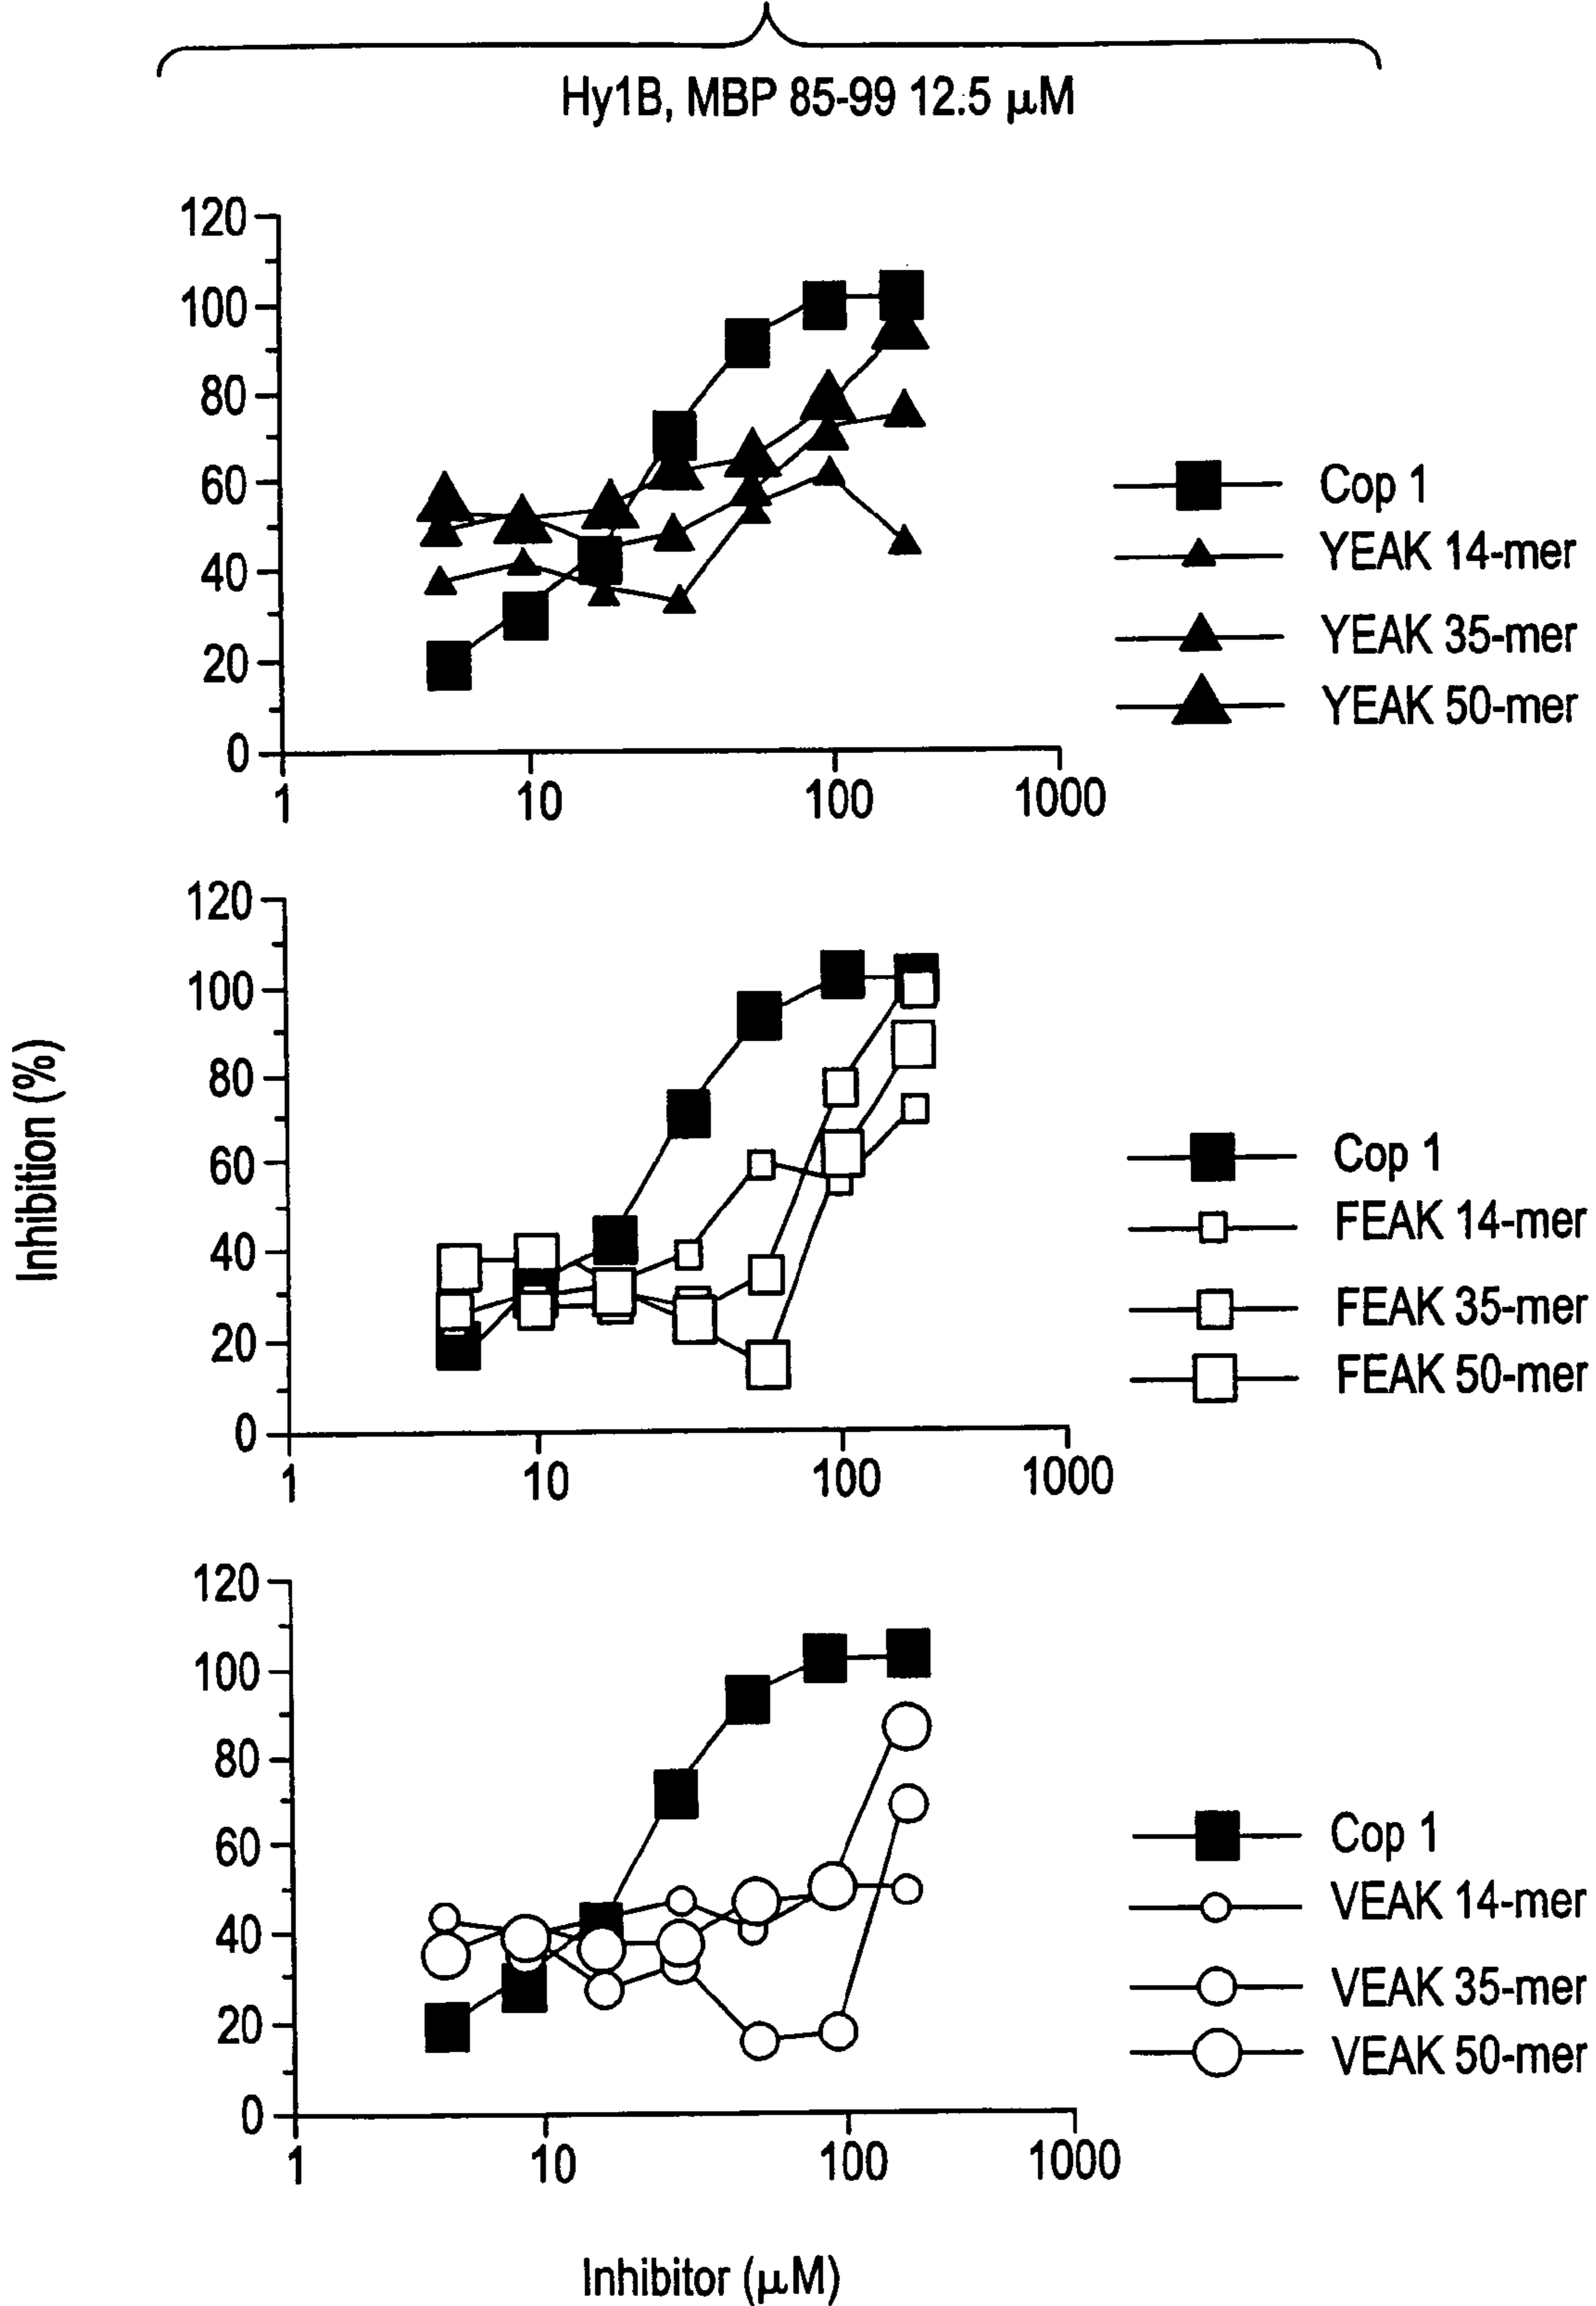 Hy1B, MBP 85-99 12.5 µM
120
100
80
60
40
20
0
1 10 100 1000
Cop 1
YEAK 14-mer
YEAK 35-mer
YEAK 50-mer
Inhibition (%)
120
100
80
60
40
20
0
1 10 100 1000
Cop 1
FEAK 14-mer
FEAK 35-mer
FEAK 50-mer
120
100
80
60
40
20
0
1 10 100 1000
Cop 1
VEAK 14-mer
VEAK 35-mer
VEAK 50-mer
Inhibitor (µM)